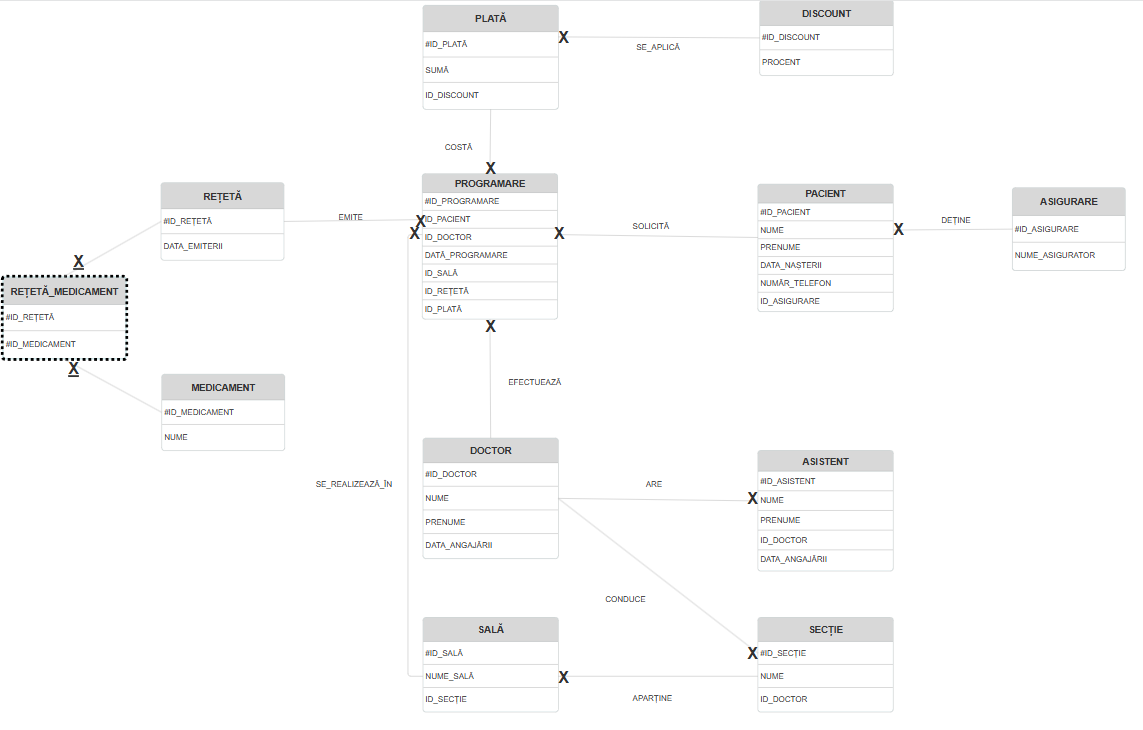 PLATĂ
#ID_PLATĂ
SUMĂ
ID_DISCOUNT
X
SE_APLICĂ
DISCOUNT
#ID_DISCOUNT
PROCENT
COSTĂ
X
PROGRAMARE
#ID_PROGRAMARE
ID_PACIENT
ID_DOCTOR
DATĂ_PROGRAMARE
ID_SALĂ
ID_REȚETĂ
ID_PLATĂ
X
X
X
X
EMITE
SOLICITĂ
REȚETĂ
#ID_REȚETĂ
DATA_EMITERII
PACIENT
#ID_PACIENT
NUME
PRENUME
DATA_NAȘTERII
NUMĂR_TELEFON
ID_ASIGURARE
X
DEȚINE
ASIGURARE
#ID_ASIGURARE
NUME_ASIGURATOR
X
REȚETĂ_MEDICAMENT
#ID_REȚETĂ
#ID_MEDICAMENT
X
MEDICAMENT
#ID_MEDICAMENT
NUME
EFECTUEAZĂ
DOCTOR
#ID_DOCTOR
NUME
PRENUME
DATA_ANGAJĂRII
ARE
X
ASISTENT
#ID_ASISTENT
NUME
PRENUME
ID_DOCTOR
DATA_ANGAJĂRII
SE_REALIZEAZĂ_ÎN
CONDUCE
SALĂ
#ID_SALĂ
NUME_SALĂ
ID_SECȚIE
X
APARȚINE
X
SECȚIE
#ID_SECȚIE
NUME
ID_DOCTOR